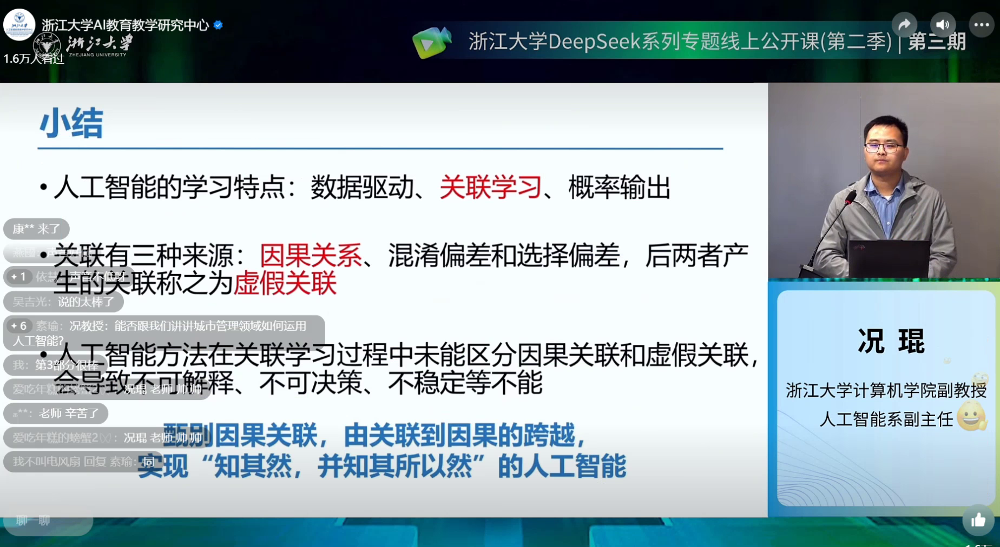 浙江大学AI教育教学研究中心
浙江大学
ZHEJIANG UNIVERSITY
1.6万人看过
浙江大学DeepSeek系列专题线上公开课(第二季) | 第三期
小结
• 人工智能的学习特点：数据驱动、关联学习、概率输出
• 关联有三种来源：因果关系、混淆偏差和选择偏差，后两者产
生的关联称之为虚假关联
• 人工智能方法在关联学习过程中未能区分因果关联和虚假关联，
会导致不可解释、不可决策、不稳定等不能
甄别因果关联，由关联到因果的跨越，
实现“知其然，并知其所以然”的人工智能
康** 来了
燕國：声音
1 依慧：声音不低呀
吴吉光：说的太棒了
6 素瑜：况教授：能否跟我们讲讲城市管理领域如何运用
人工智能?
我：第3部分很棒
爱吃年糕的螃蟹2：况琨 老师 帅 帅
**：老师 辛苦了
爱吃年糕的螃蟹2：况琨 老师 帅 帅
我不叫电风扇 回复 素瑜：同
聊一聊
况 琨
浙江大学计算机学院副教授
人工智能系副主任